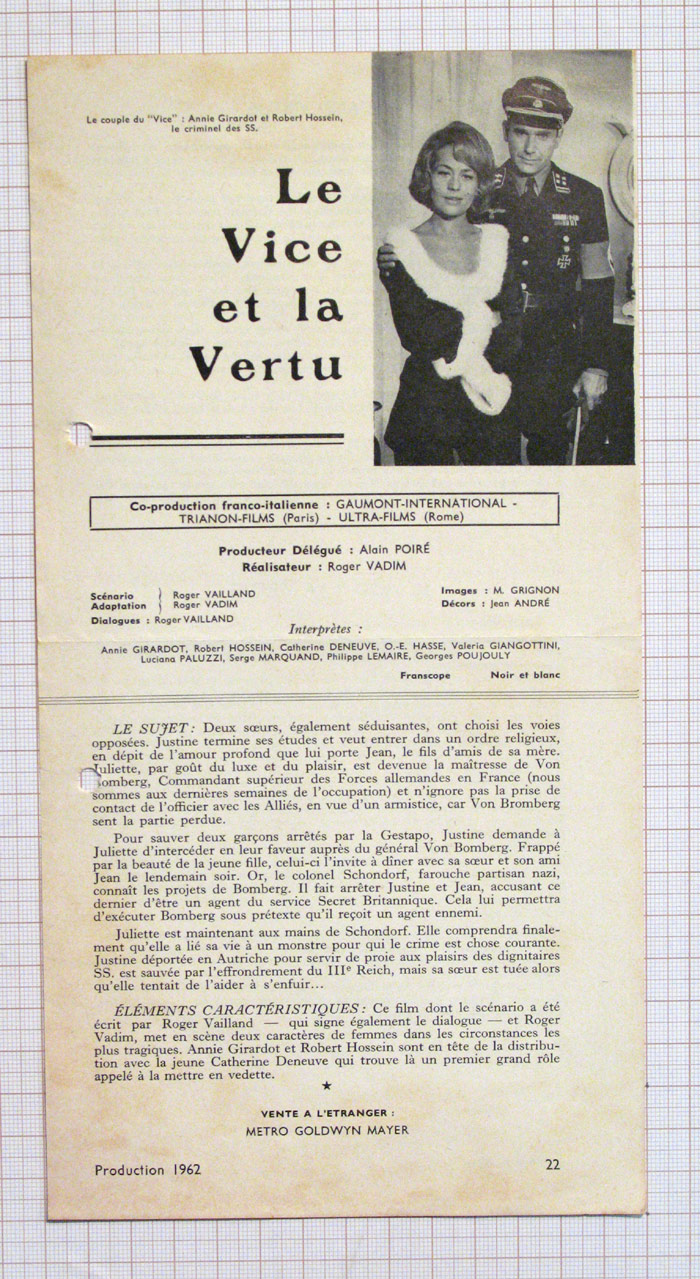 Le couple du "Vice" : Annie Girardot et Robert Hossein,
le criminel des SS.
Le
Vice
et la
Vertu
Co-production franco-italienne : GAUMONT-INTERNATIONAL -
TRIANON-FILMS (Paris) - ULTRA-FILMS (Rome)
Producteur Délégué : Alain POIRÉ
Réalisateur : Roger VADIM
Scénario } Roger VAILLAND
Adaptation } Roger VADIM
Dialogues : Roger VAILLAND
Images : M. GRIGNON
Décors : Jean ANDRÉ
Interprètes :
Annie GIRARDOT, Robert HOSSEIN, Catherine DENEUVE, O.-E. HASSE, Valeria GIANGOTTINI,
Luciana PALUZZI, Serge MARQUAND, Philippe LEMAIRE, Georges POUJOULY
Franscope Noir et blanc
LE SUJET : Deux sœurs, également séduisantes, ont choisi les voies
opposées. Justine termine ses études et veut entrer dans un ordre religieux,
en dépit de l'amour profond que lui porte Jean, le fils d'amis de sa mère.
Juliette, par goût du luxe et du plaisir, est devenue la maîtresse de Von
Bomberg, Commandant supérieur des Forces allemandes en France (nous
sommes aux dernières semaines de l'occupation) et n'ignore pas la prise de
contact de l'officier avec les Alliés, en vue d'un armistice, car Von Bromberg
sent la partie perdue.
Pour sauver deux garçons arrêtés par la Gestapo, Justine demande à
Juliette d'intercéder en leur faveur auprès du général Von Bomberg. Frappé
par la beauté de la jeune fille, celui-ci l'invite à dîner avec sa sœur et son ami
Jean le lendemain soir. Or, le colonel Schondorf, farouche partisan nazi,
connaît les projets de Bomberg. Il fait arrêter Justine et Jean, accusant ce
dernier d'être un agent du service Secret Britannique. Cela lui permettra
d'exécuter Bomberg sous prétexte qu'il reçoit un agent ennemi.
Juliette est maintenant aux mains de Schondorf. Elle comprendra finale-
ment qu'elle a lié sa vie à un monstre pour qui le crime est chose courante.
Justine déportée en Autriche pour servir de proie aux plaisirs des dignitaires
SS. est sauvée par l'effrondrement du IIIe Reich, mais sa sœur est tuée alors
qu'elle tentait de l'aider à s'enfuir...
ÉLÉMENTS CARACTÉRISTIQUES : Ce film dont le scénario a été
écrit par Roger Vailland — qui signe également le dialogue — et Roger
Vadim, met en scène deux caractères de femmes dans les circonstances les
plus tragiques. Annie Girardot et Robert Hossein sont en tête de la distribu-
tion avec la jeune Catherine Deneuve qui trouve là un premier grand rôle
appelé à la mettre en vedette.
★
VENTE A L'ETRANGER :
METRO GOLDWYN MAYER
Production 1962
22